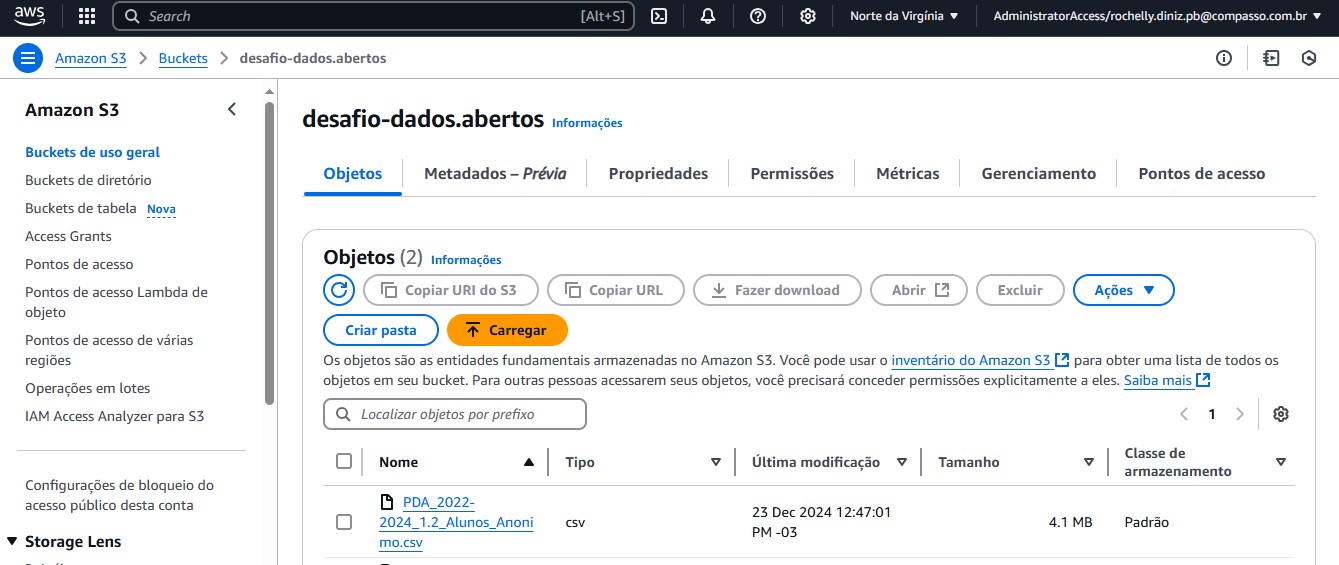 aws
Search [Alt+S]
Norte da Virgínia
AdministratorAccess/rochelly.diniz.pb@compasso.com.br
Amazon S3 > Buckets > desafio-dados.abertos
Amazon S3
Buckets de uso geral
Buckets de diretório
Buckets de tabela Nova
Access Grants
Pontos de acesso
Pontos de acesso Lambda de
objeto
Pontos de acesso de várias
regiões
Operações em lotes
IAM Access Analyzer para S3
Configurações de bloqueio do
acesso público desta conta
Storage Lens
desafio-dados.abertos Informações
Objetos
Metadados – Prévia
Propriedades
Permissões
Métricas
Gerenciamento
Pontos de acesso
Objetos (2) Informações
Copiar URI do S3
Copiar URL
Fazer download
Abrir
Excluir
Ações
Criar pasta
Carregar
Os objetos são as entidades fundamentais armazenadas no Amazon S3. Você pode usar o inventário do Amazon S3 para obter uma lista de todos os
objetos em seu bucket. Para outras pessoas acessarem seus objetos, você precisará conceder permissões explicitamente a eles. Saiba mais
Localizar objetos por prefixo
1
Nome
Tipo
Última modificação
Tamanho
Classe de
armazenamento
PDA_2022-
2024_1.2_Alunos_Anoni
mo.csv
csv
23 Dec 2024 12:47:01
PM -03
4.1 MB
Padrão